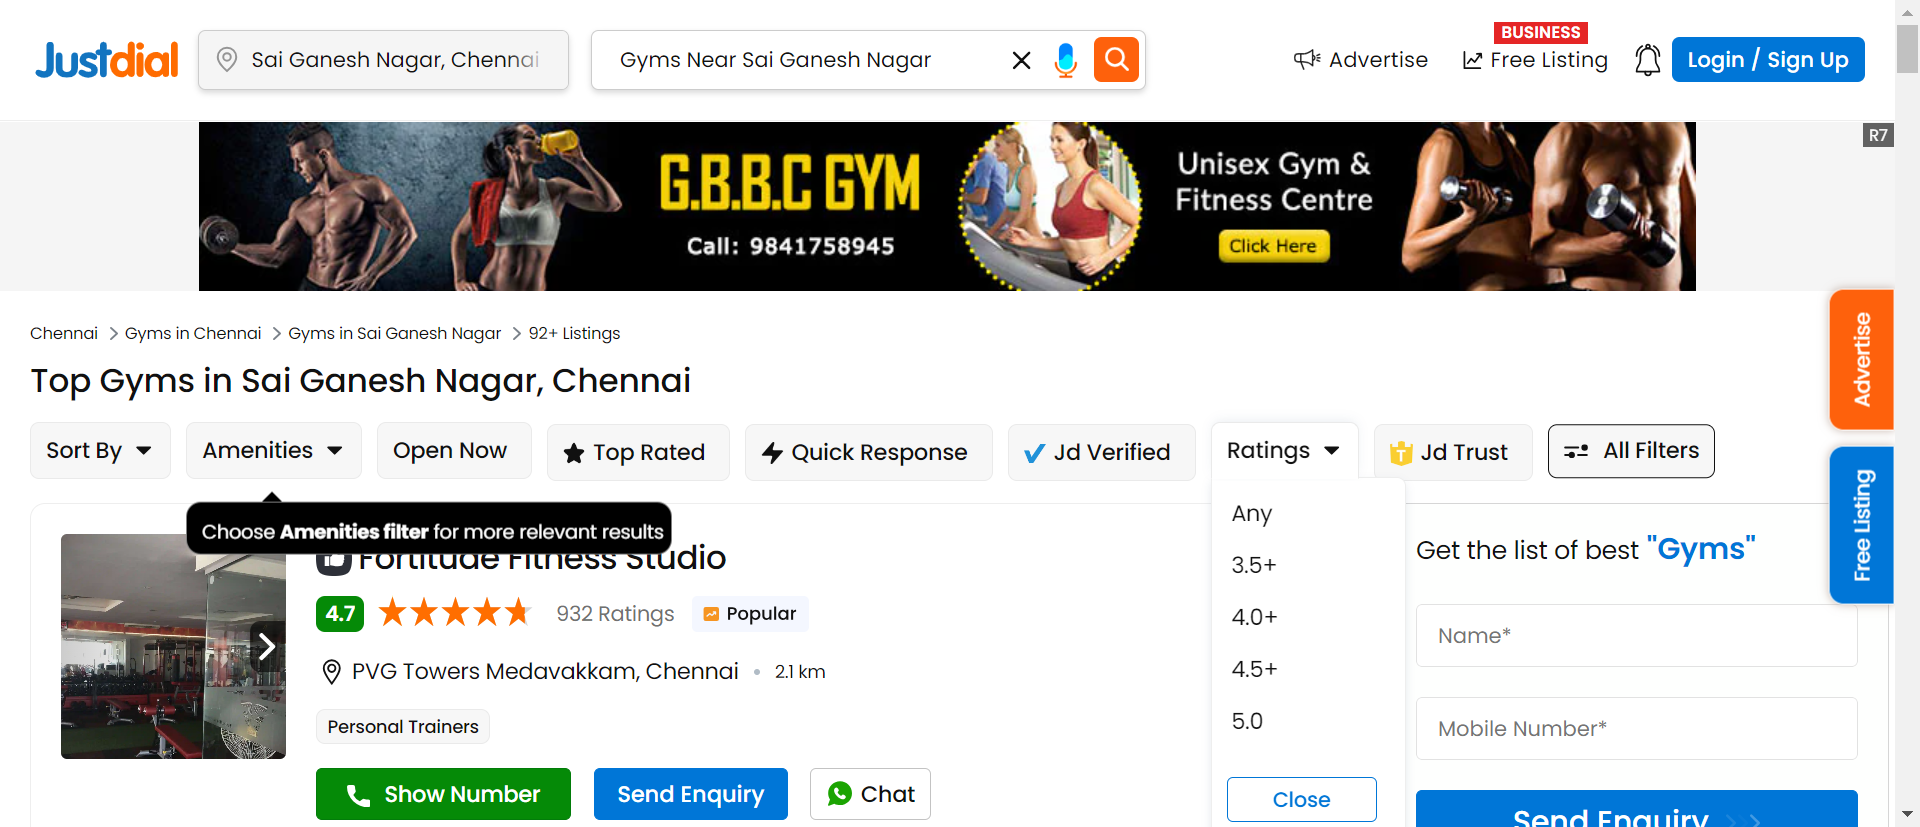 Justdial
Sai Ganesh Nagar, Chennai
Gyms Near Sai Ganesh Nagar
Advertise
BUSINESS
Free Listing
Login / Sign Up
R7
G.B.B.C GYM
Call: 9841758945
Unisex Gym &
Fitness Centre
Click Here
Chennai
Gyms in Chennai
Gyms in Sai Ganesh Nagar
92+ Listings
Top Gyms in Sai Ganesh Nagar, Chennai
Sort By
Amenities
Open Now
Top Rated
Quick Response
Jd Verified
Ratings
T
Jd Trust
All Filters
Advertise
Free Listing
Choose Amenities filter for more relevant results
Fortitude Fitness Studio
4.7
932 Ratings
Popular
PVG Towers Medavakkam, Chennai
2.1 km
Personal Trainers
Show Number
Send Enquiry
Chat
Any
3.5+
4.0+
4.5+
5.0
Close
Get the list of best "Gyms"
Name*
Mobile Number*
Send Enquiry